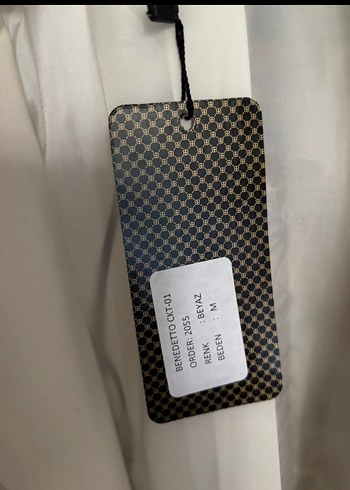 BENEDETTO CKT-01
ORDER: 2055
RENK : BEYAZ
BEDEN : M